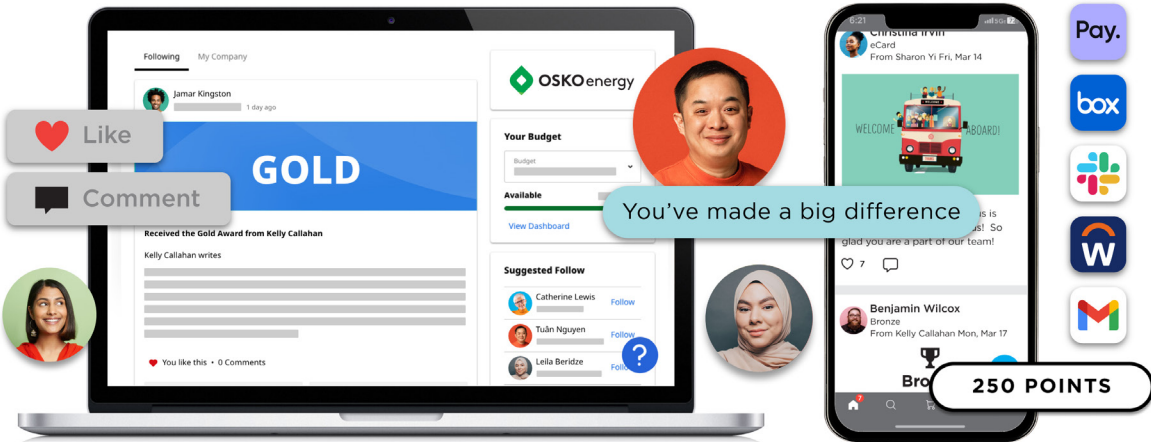 Following
My Company
Jamar Kingston
1 day ago
Like
Comment
GOLD
Received the Gold Award from Kelly Callahan
Kelly Callahan writes
You like this • 0 Comments
OSKOenergy
Your Budget
Budget
Available
View Dashboard
Suggested Follow
Catherine Lewis
Follow
Tuân Nguyen
Follow
Leila Beridze
?
You've made a big difference
6:21
SGE
Christina Irvin
eCard
From Sharon Yi Fri, Mar 14
WELCOME
WELCOME
ABOARD!
is
So
glad you are a part of our team!
7
Benjamin Wilcox
Bronze
From Kelly Callahan Mon, Mar 17
7
250 POINTS
Pay.
box
W